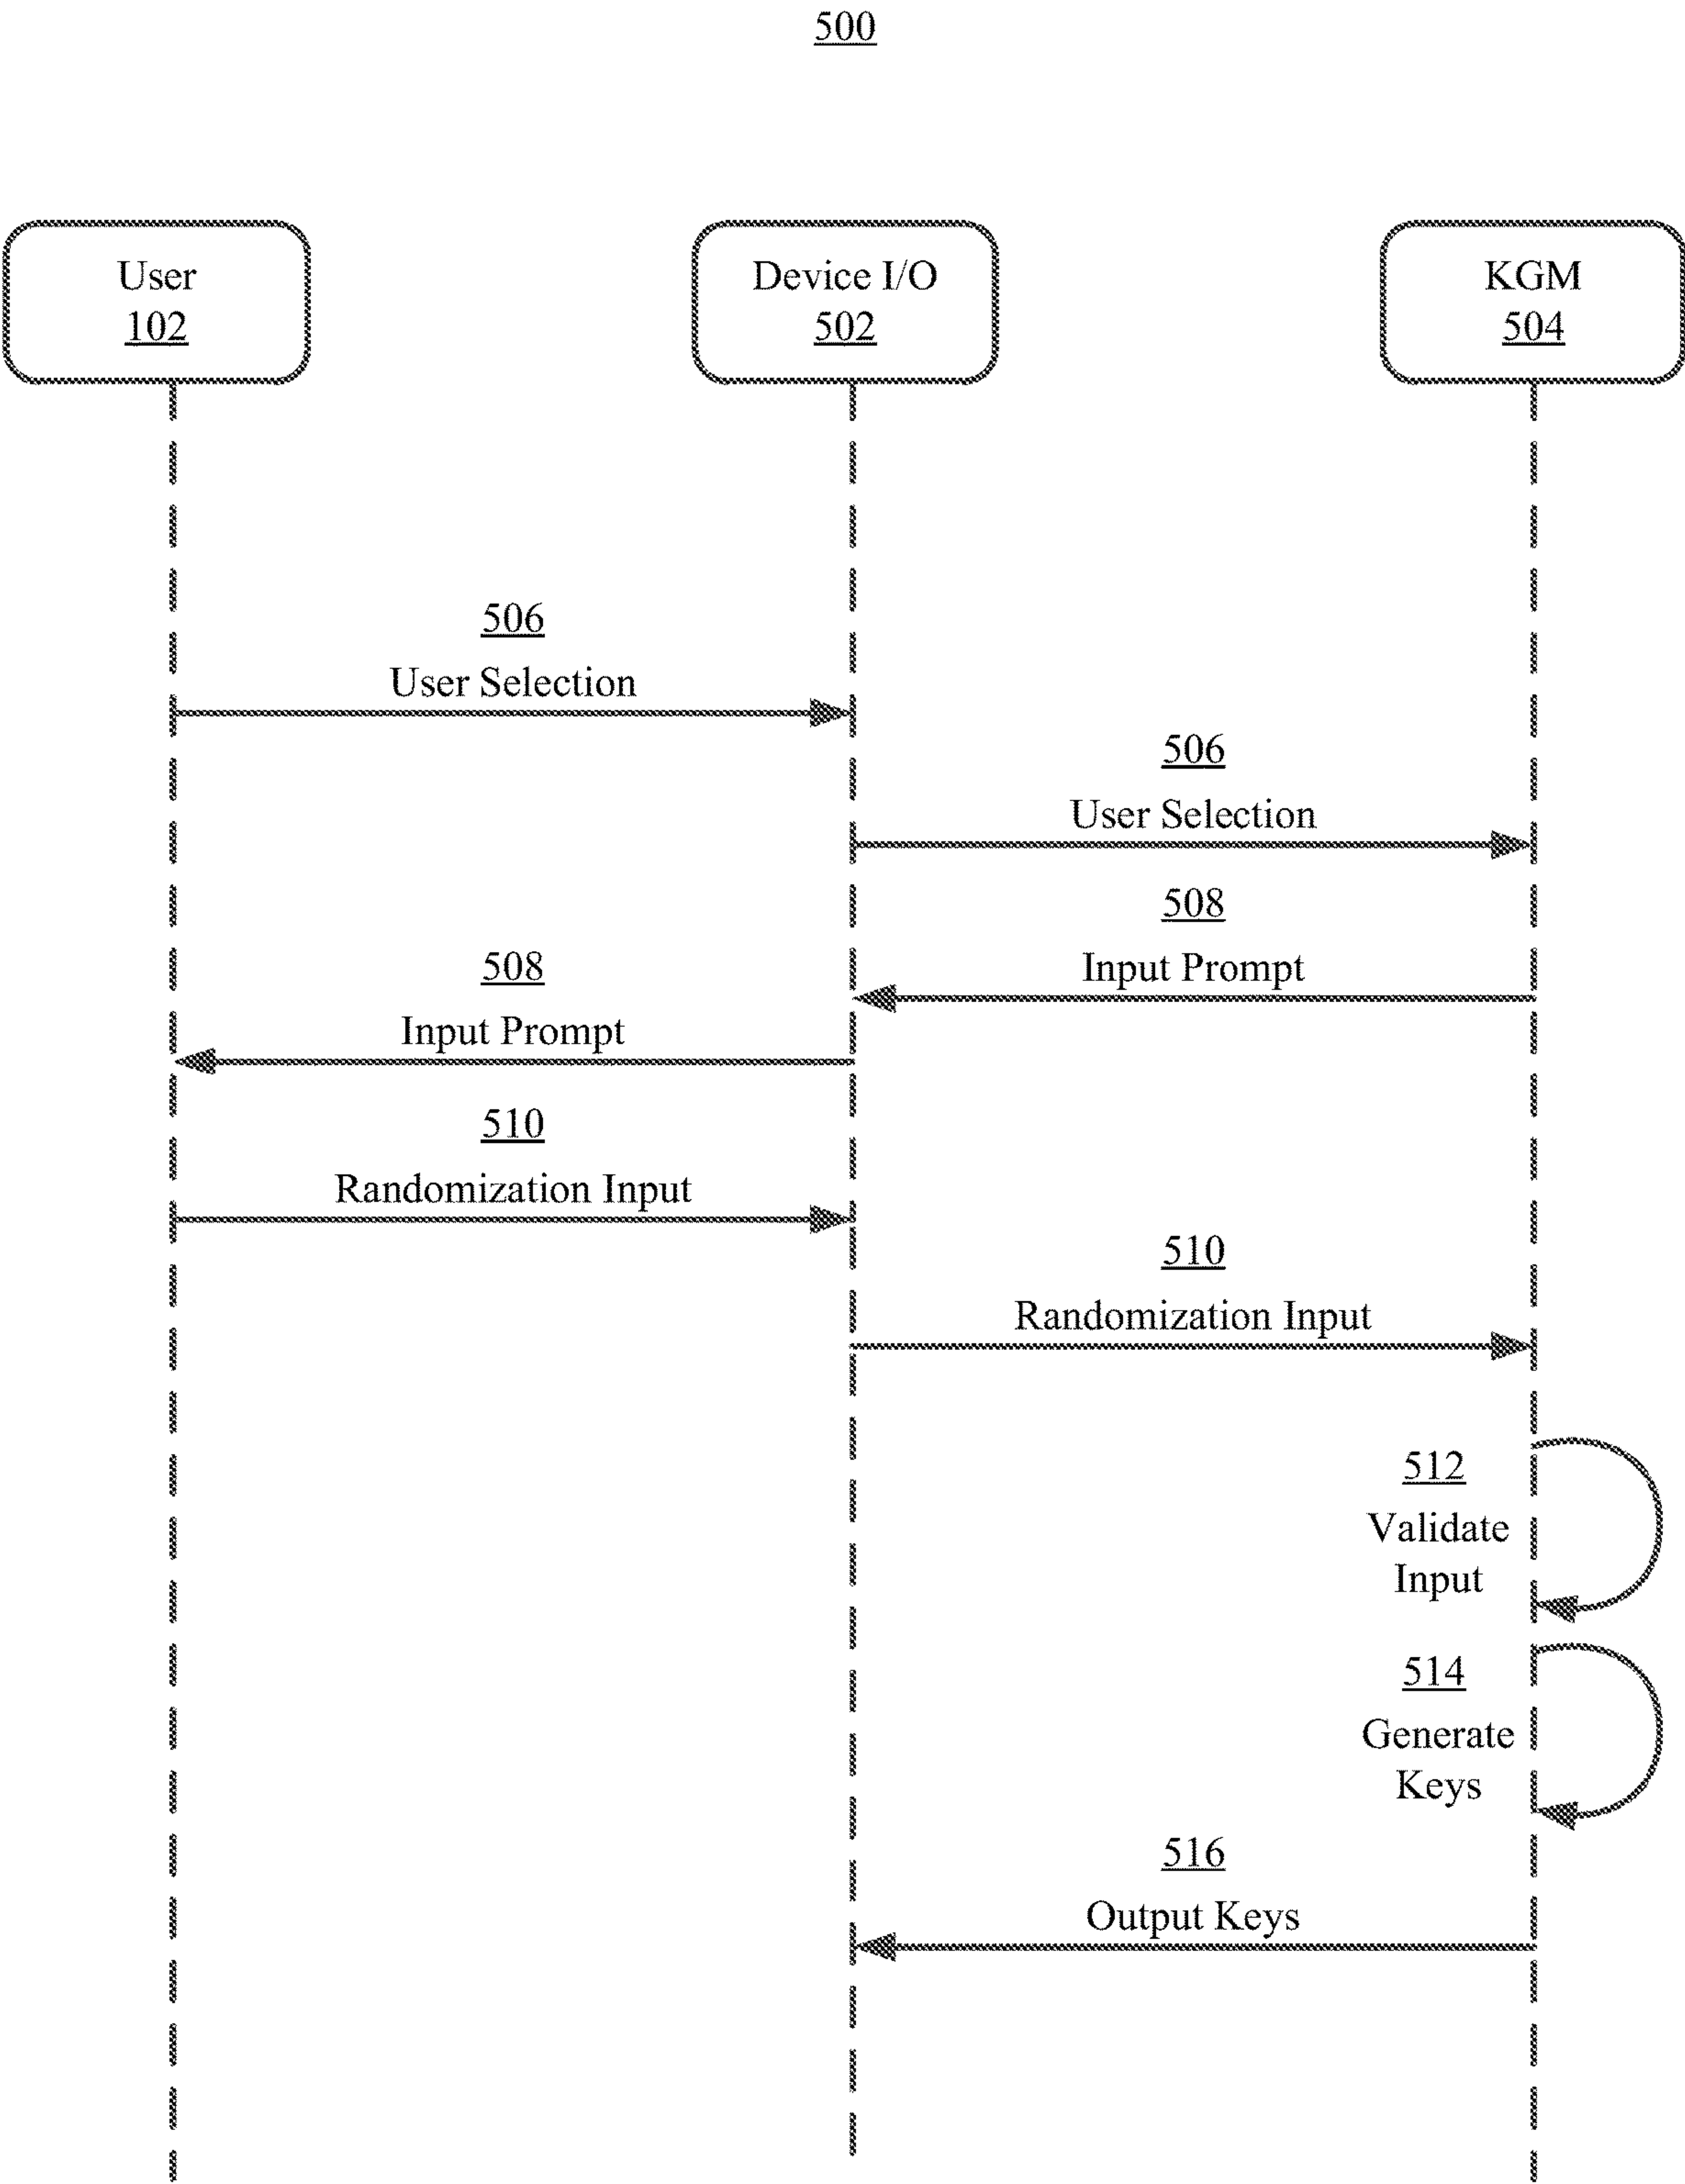 500
User
102
Device I/O
502
KGM
504
506
User Selection
506
User Selection
508
Input Prompt
508
Input Prompt
510
Randomization Input
510
Randomization Input
512
Validate
Input
514
Generate
Keys
516
Output Keys